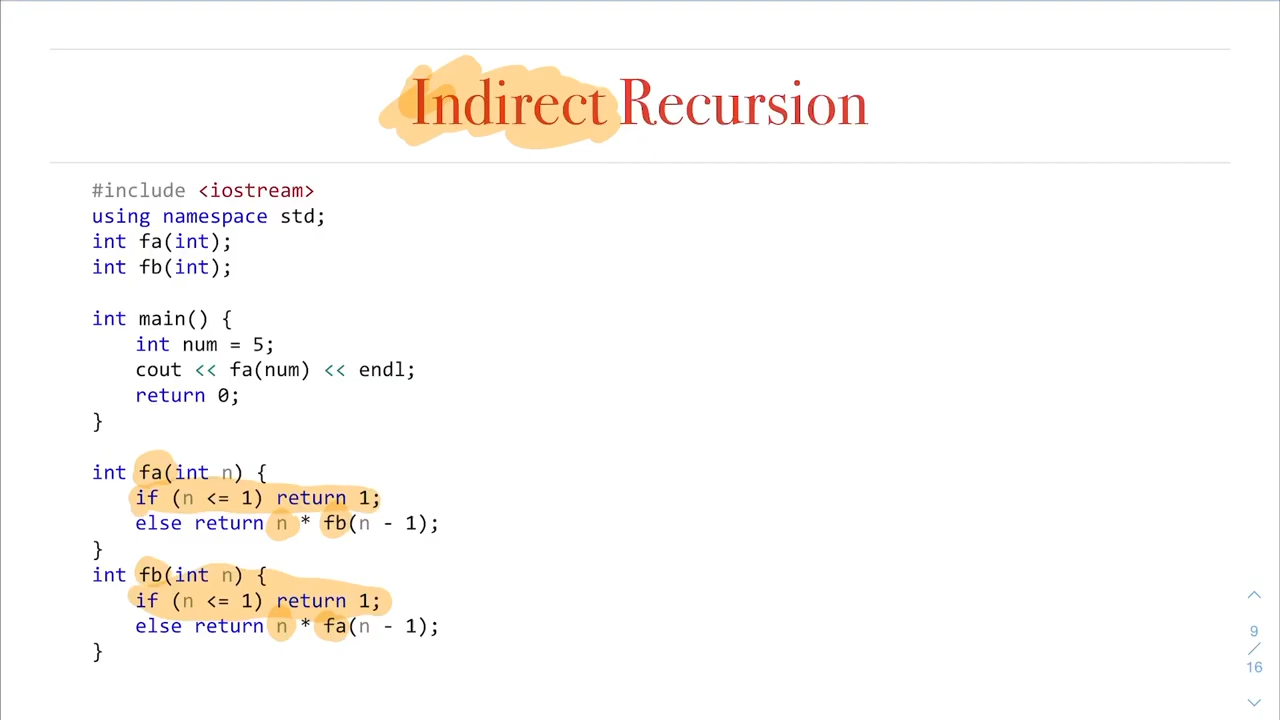 Indirect Recursion
#include <iostream>
using namespace std;
int fa(int);
int fb(int);
int main() {
int num = 5;
cout << fa(num) << endl;
return 0;
}
int fa(int n) {
if (n <= 1) return 1;
else return n * fb(n - 1);
}
int fb(int n) {
if (n <= 1) return 1;
else return n * fa(n - 1);
}
9
/
16